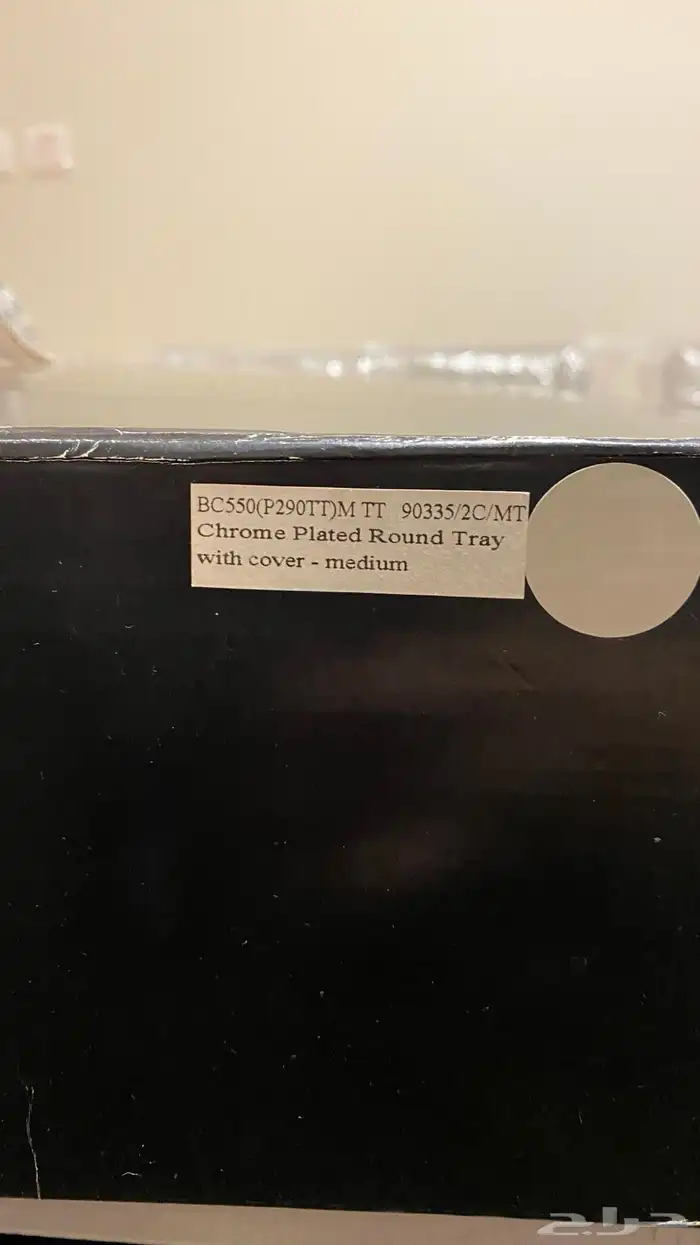 BC550(P290TT)M TT 90335/2C/MT
Chrome Plated Round Tray
with cover - medium
حراج